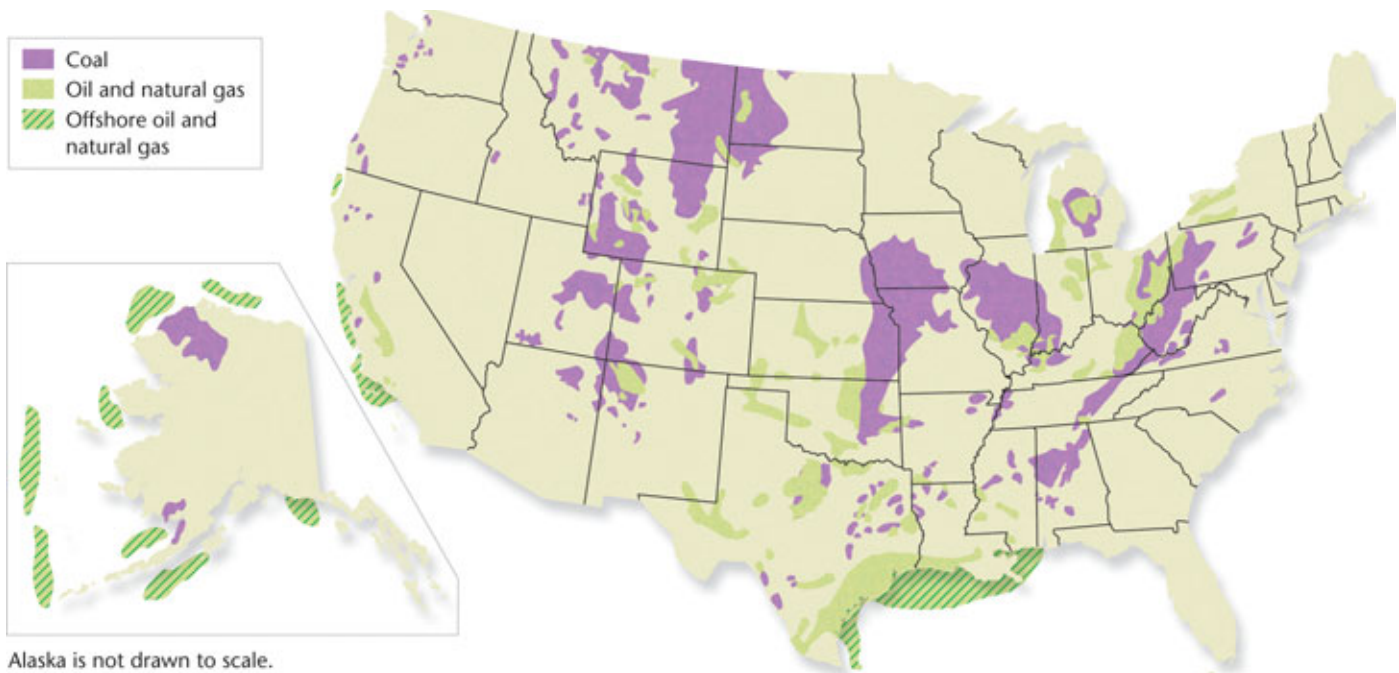 Coal
Oil and natural gas
Offshore oil and
natural gas
Alaska is not drawn to scale.